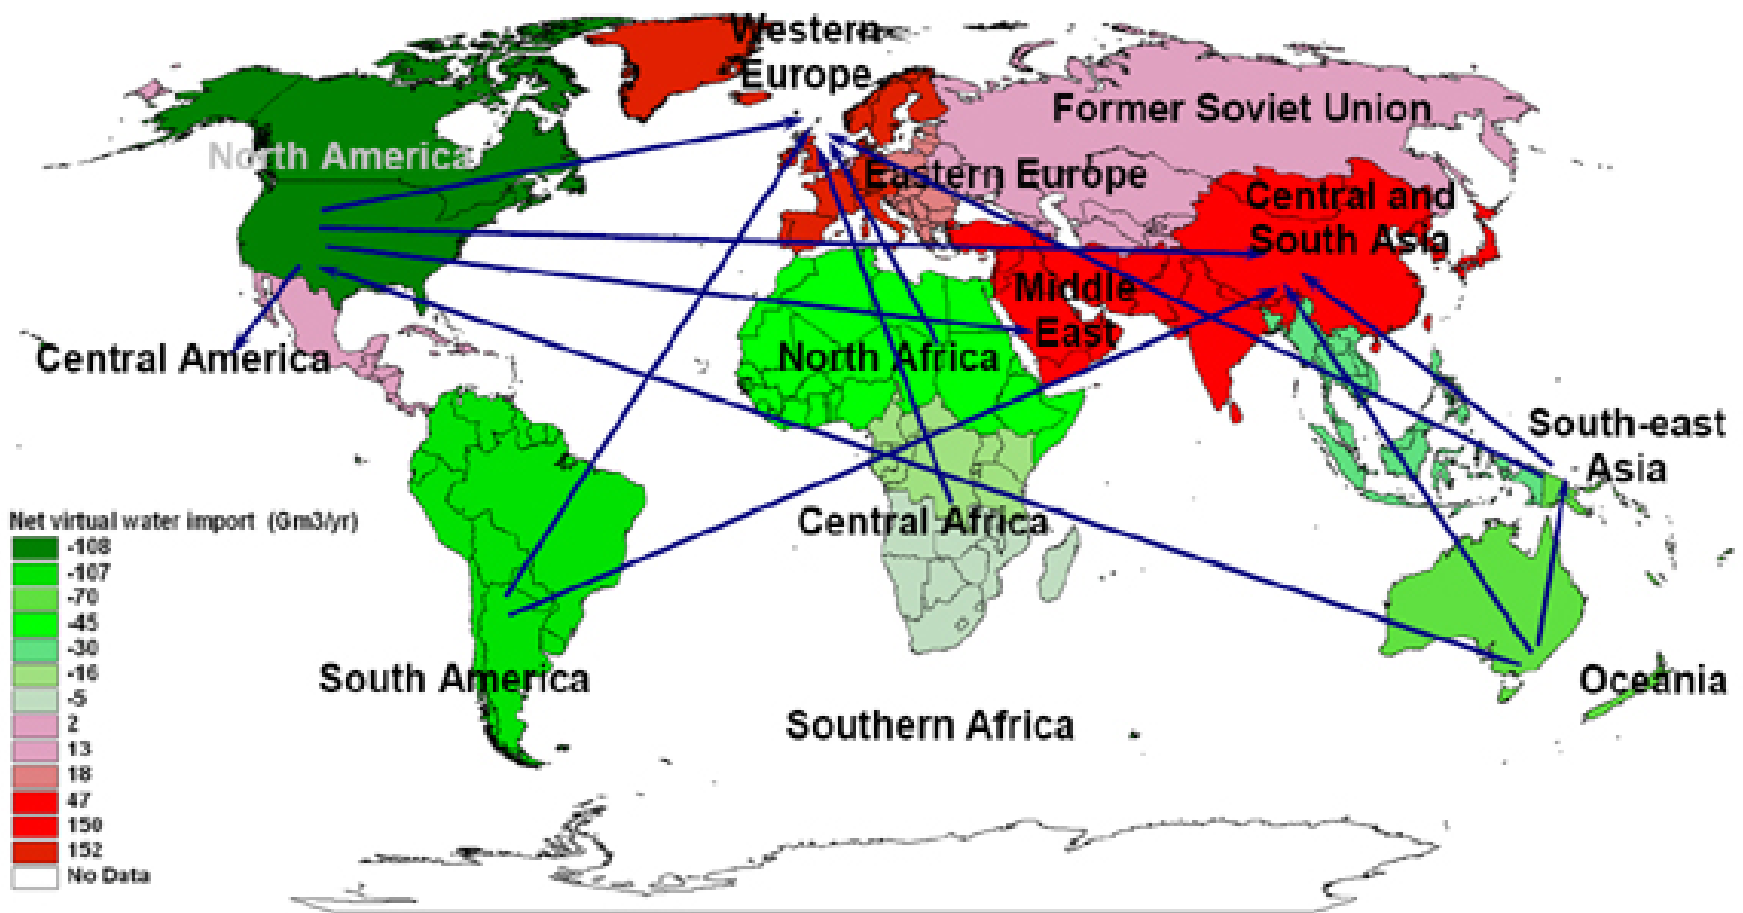 Western
Europe
Former Soviet Union
North America
Eastern Europe
Central and
South Asia
Middle
East
North Africa
Central America
South-east
Asia
Central Africa
South America
Oceania
Southern Africa
Net virtual water import (Gm3/yr)
-108
-107
-70
-45
-30
-16
-5
2
13
18
47
150
152
No Data